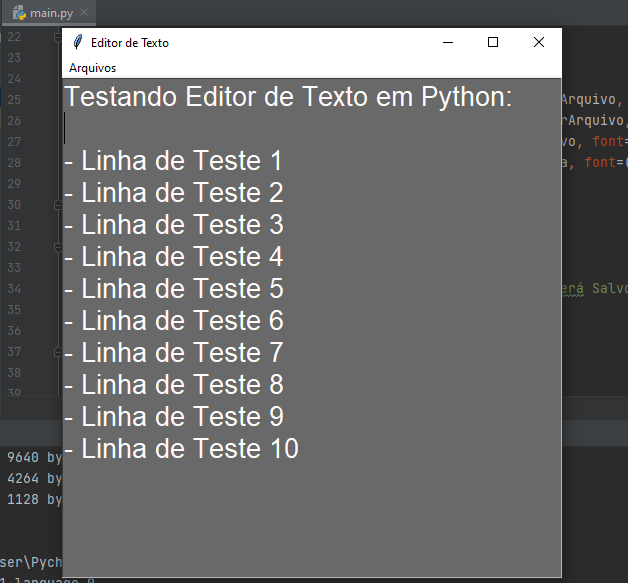 main.py
Editor de Texto
Arquivos
Testando Editor de Texto em Python:
- Linha de Teste 1
- Linha de Teste 2
- Linha de Teste 3
- Linha de Teste 4
- Linha de Teste 5
- Linha de Teste 6
- Linha de Teste 7
- Linha de Teste 8
- Linha de Teste 9
- Linha de Teste 10
22
23
24
25 Arquivo,
26 rArquivo,
27 vo, font=
28 a, font=(
29
30
31
32
33
34 erá Salvo
35
36
37
38
39
9640 by
4264 by
1128 by
ser\Pych
language 0